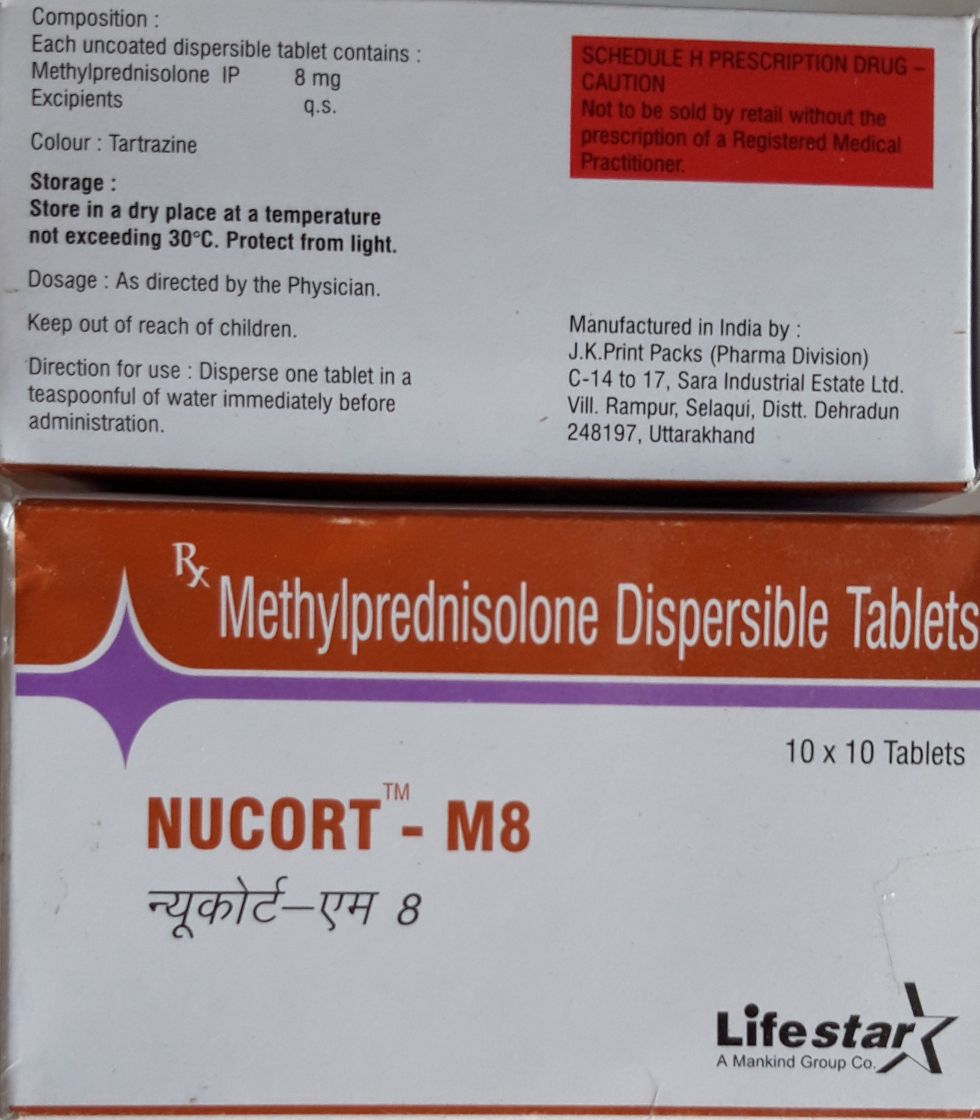 Composition :
Each uncoated dispersible tablet contains :
Methylprednisolone IP 8 mg
Excipients q.s.
Colour : Tartrazine
Storage :
Store in a dry place at a temperature
not exceeding 30°C. Protect from light.
Dosage : As directed by the Physician.
Keep out of reach of children.
Direction for use : Disperse one tablet in a
teaspoonful of water immediately before
administration.
SCHEDULE H PRESCRIPTION DRUG –
CAUTION
Not to be sold by retail without the
prescription of a Registered Medical
Practitioner.
Manufactured in India by :
J.K.Print Packs (Pharma Division)
C-14 to 17, Sara Industrial Estate Ltd.
Vill. Rampur, Selaqui, Distt. Dehradun
248197, Uttarakhand
Rx Methylprednisolone Dispersible Tablets
10 x 10 Tablets
NUCORT™ - M8
न्यूकोर्ट–एम 8
Lifestar
A Mankind Group Co.